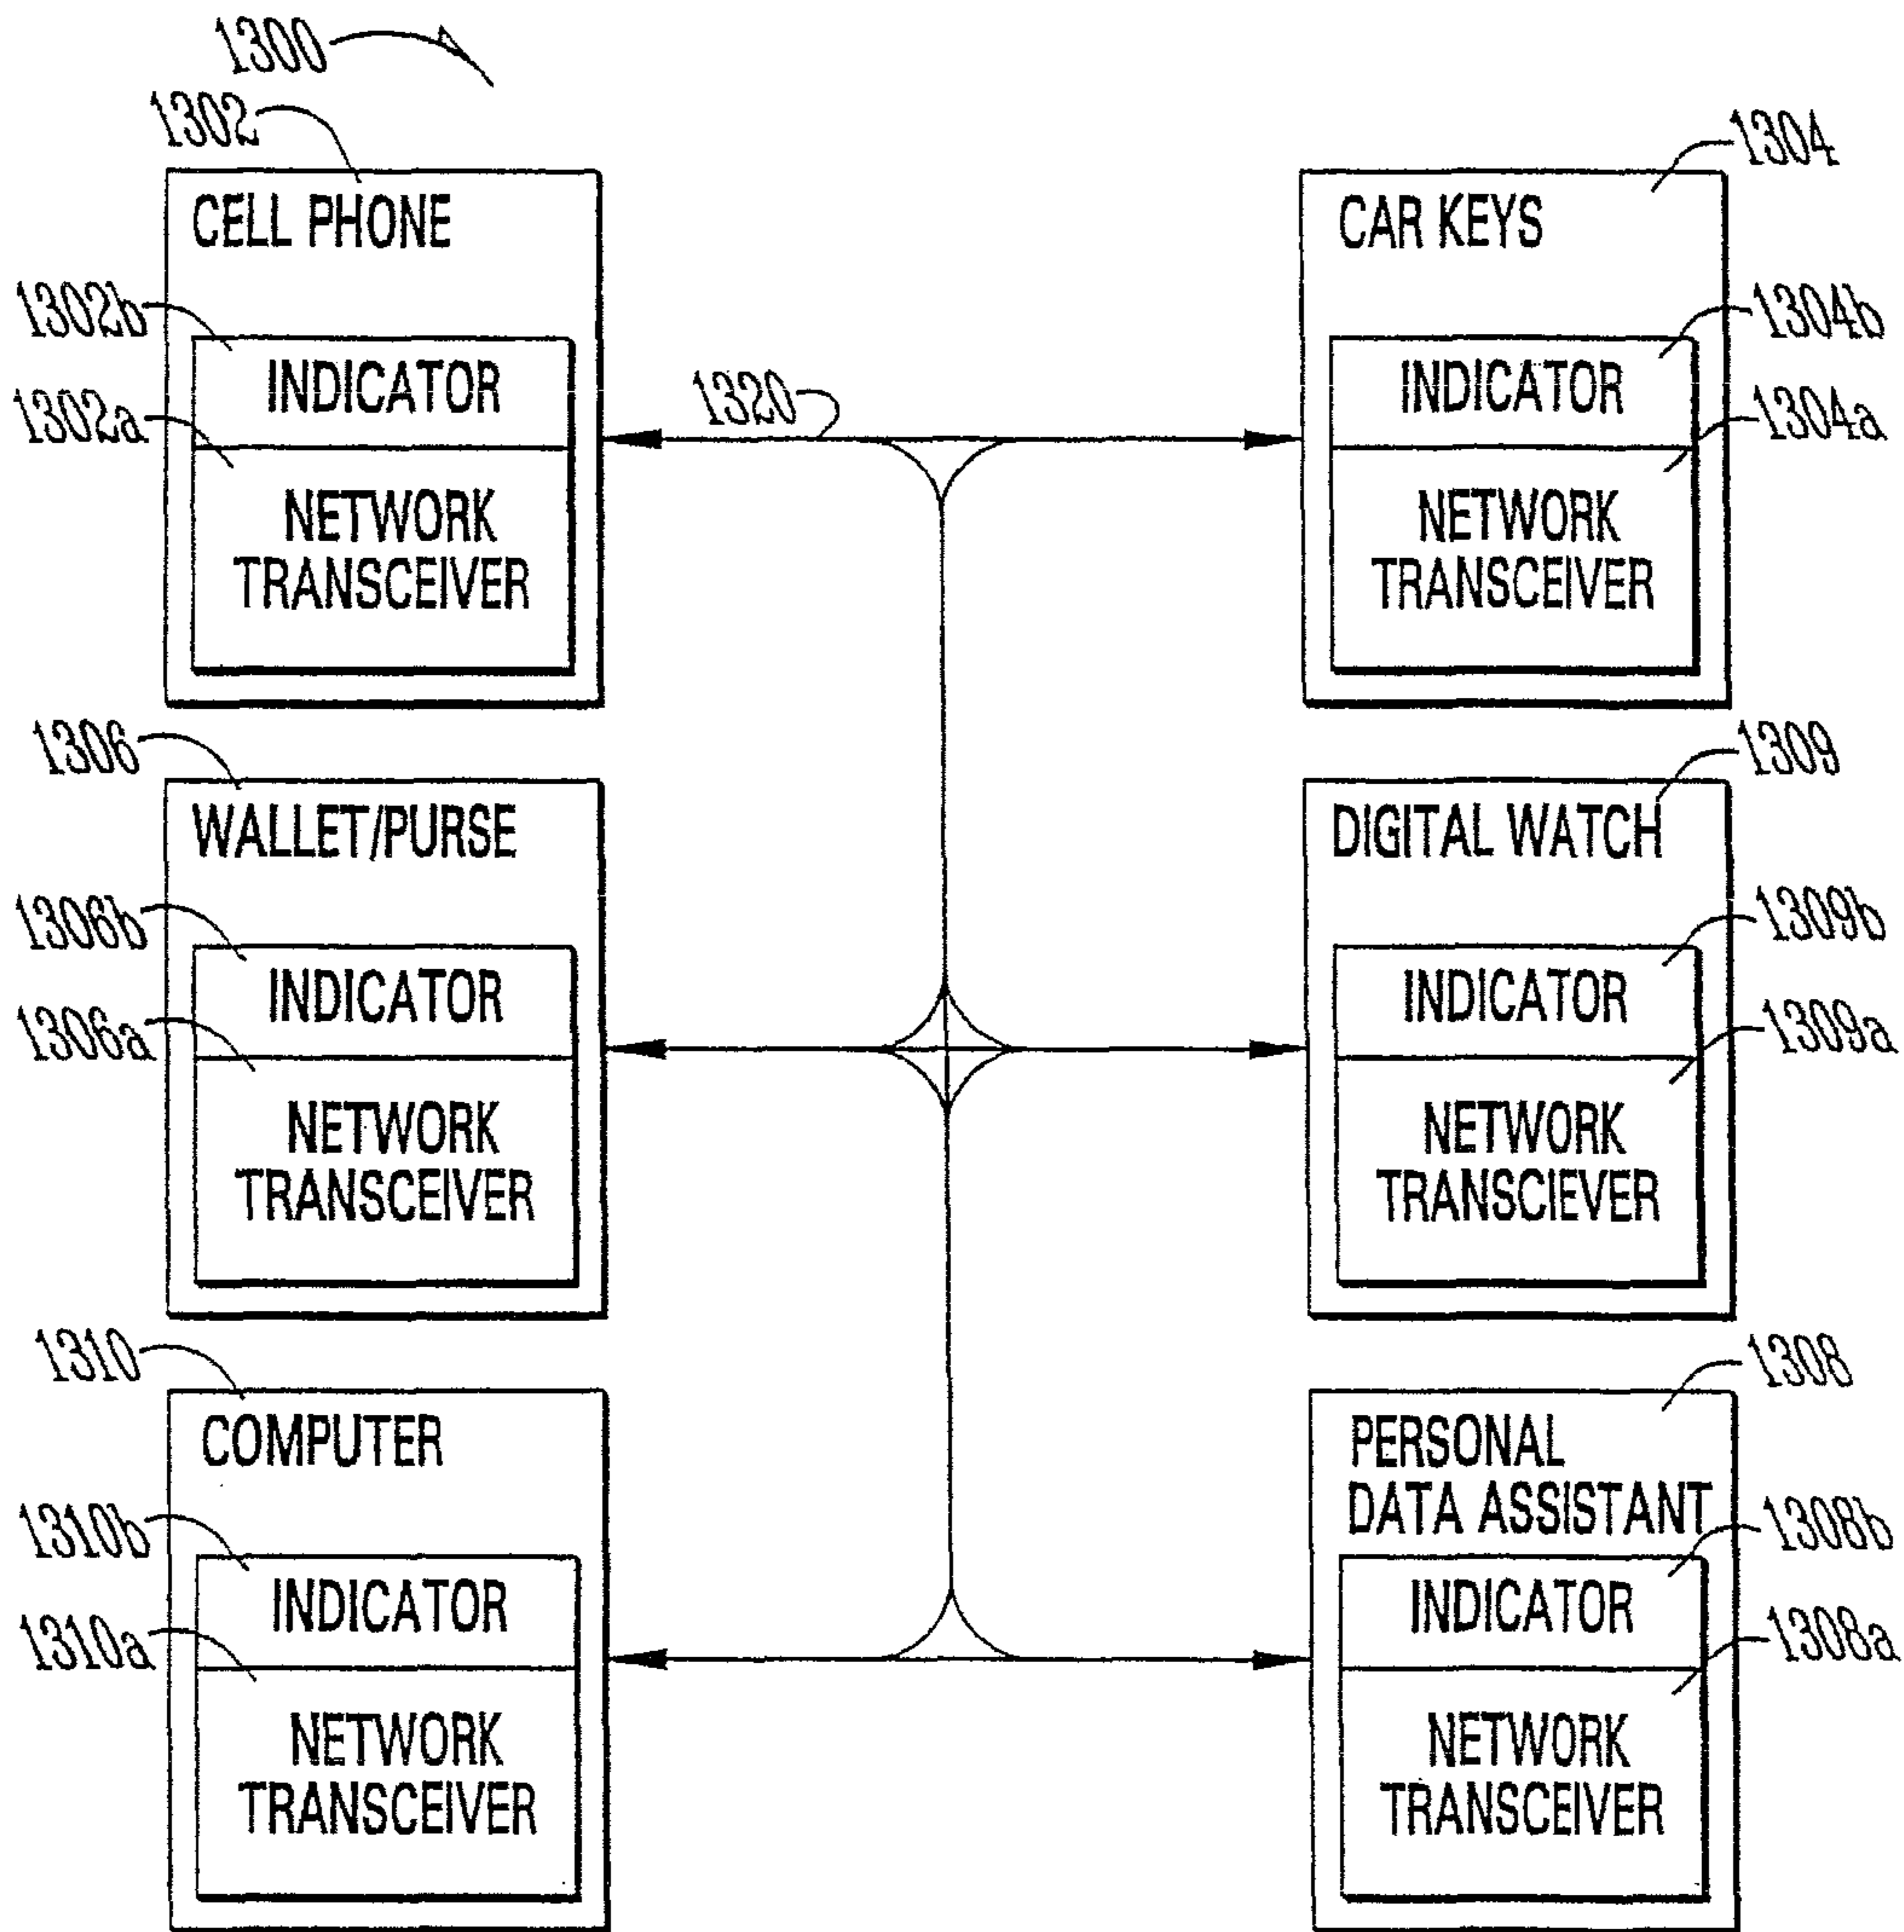 1300
1302
CELL PHONE
1302b
INDICATOR
1302a
NETWORK
TRANSCEIVER
1320
1304
CAR KEYS
1304b
INDICATOR
1304a
NETWORK
TRANSCEIVER
1306
WALLET/PURSE
1306b
INDICATOR
1306a
NETWORK
TRANSCEIVER
1309
DIGITAL WATCH
1309b
INDICATOR
1309a
NETWORK
TRANSCIEVER
1310
COMPUTER
1310b
INDICATOR
1310a
NETWORK
TRANSCEIVER
1308
PERSONAL
DATA ASSISTANT
1308b
INDICATOR
1308a
NETWORK
TRANSCEIVER